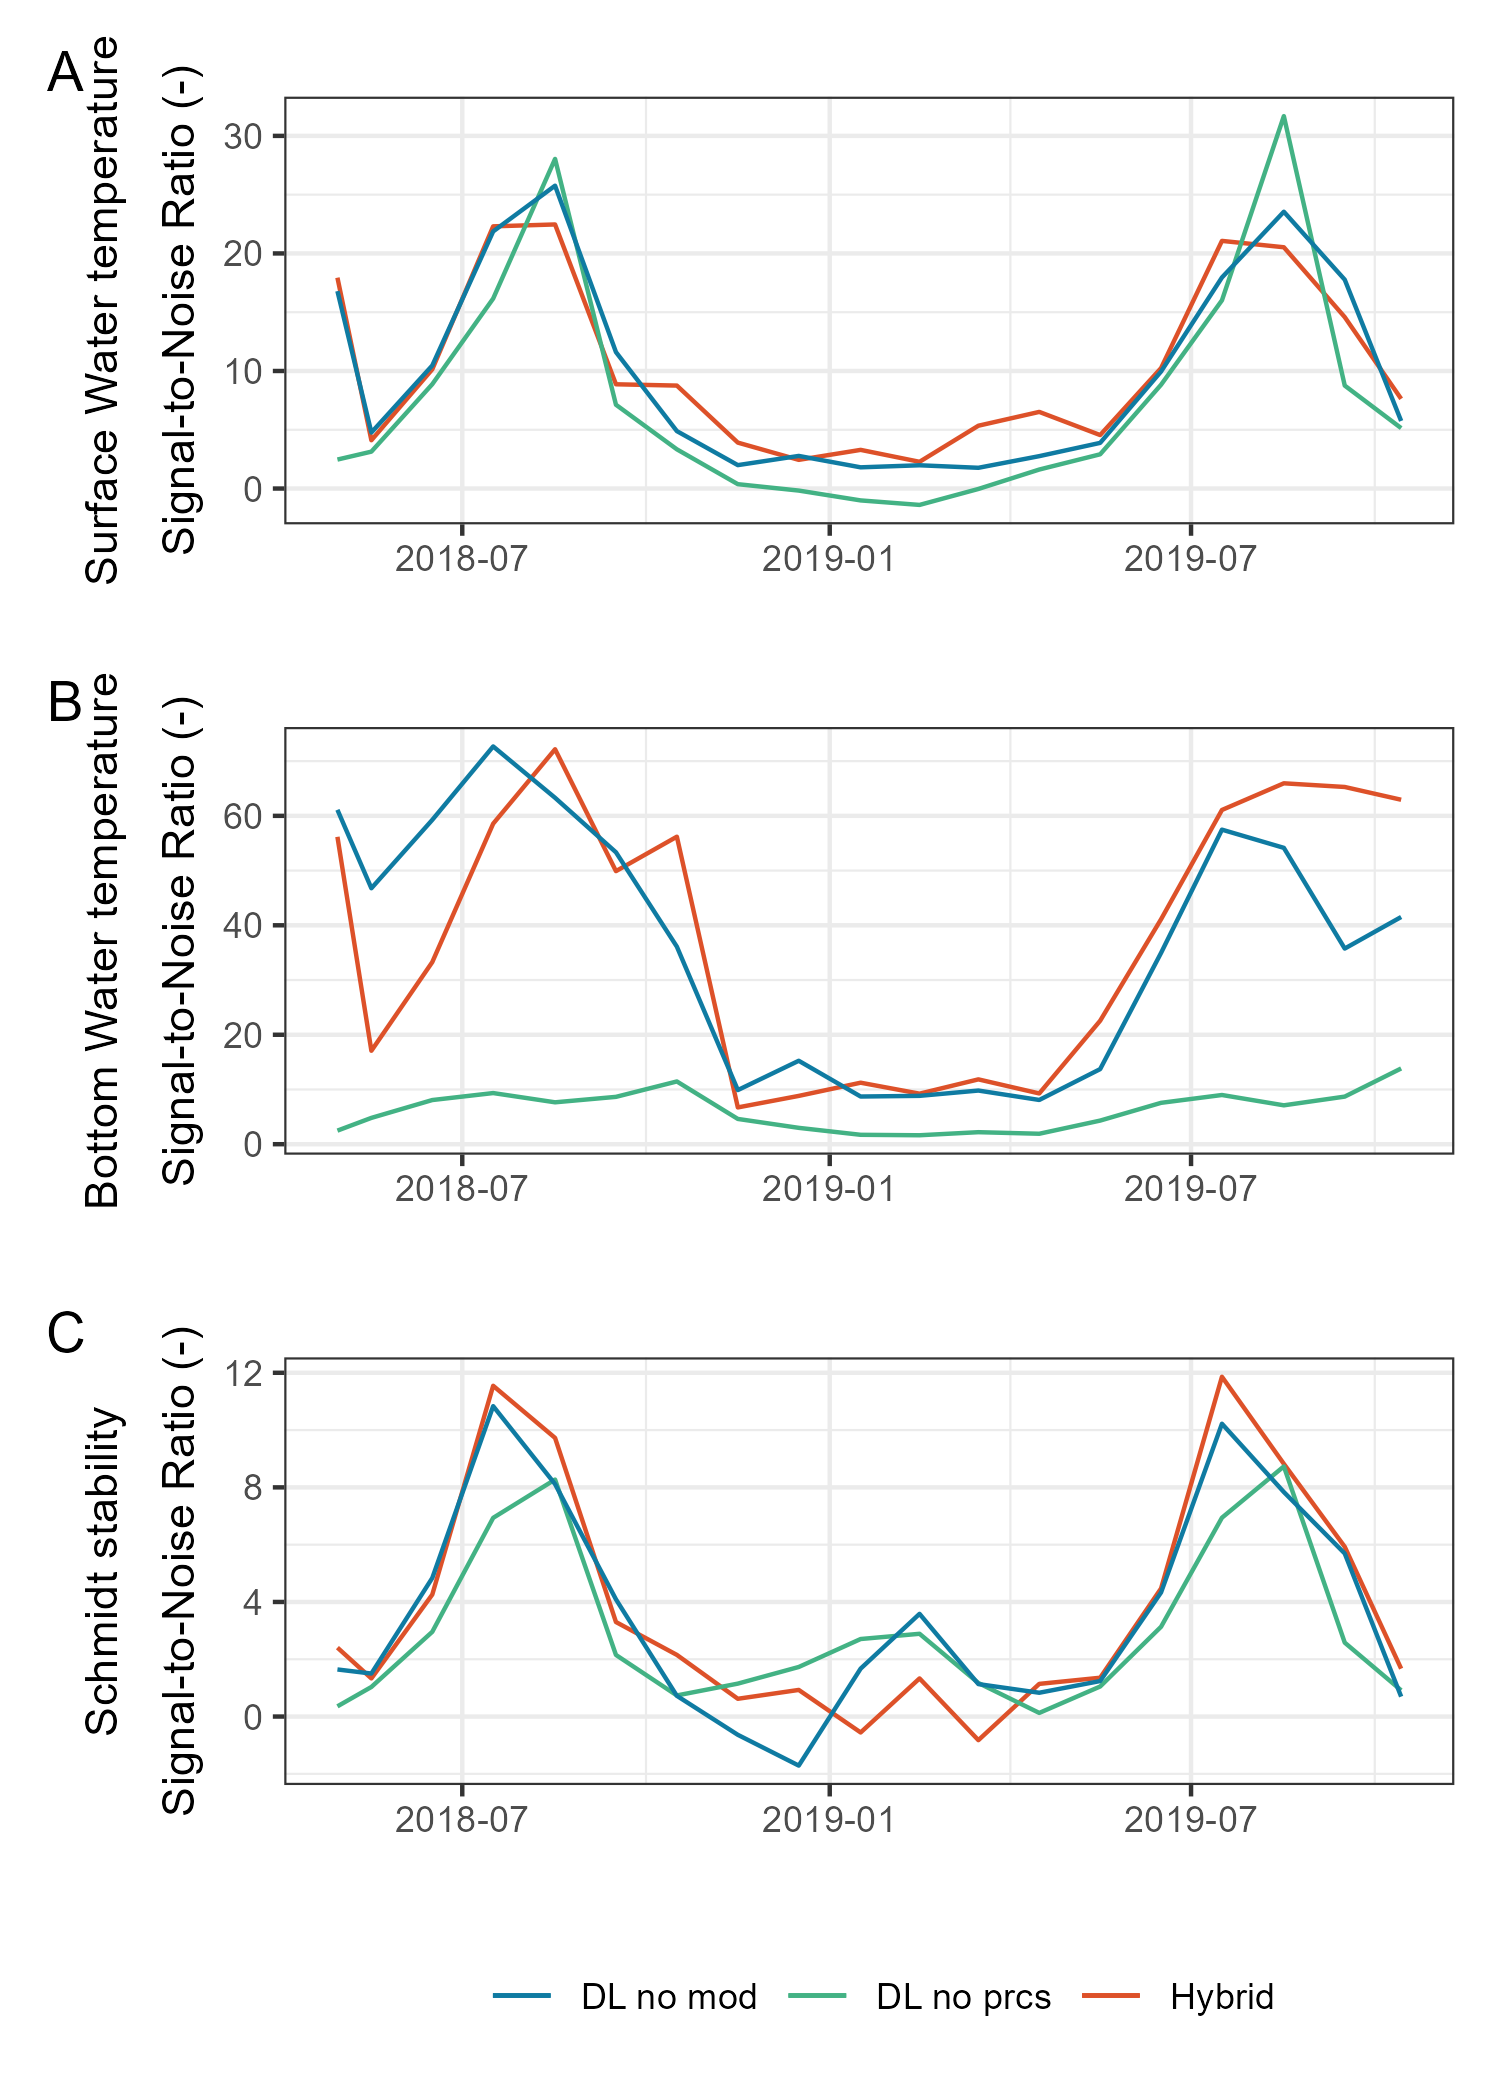 A
Surface Water temperature
Signal-to-Noise Ratio (-)
30
20
10
0
2018-07
2019-01
2019-07
B
Bottom Water temperature
Signal-to-Noise Ratio (-)
60
40
20
0
2018-07
2019-01
2019-07
C
Schmidt stability
Signal-to-Noise Ratio (-)
12
8
4
0
2018-07
2019-01
2019-07
DL no mod
DL no prcs
Hybrid